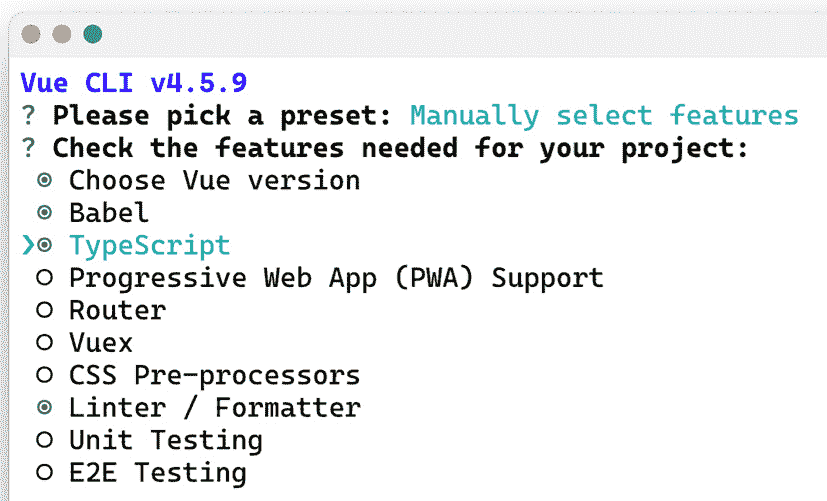 Vue CLI v4.5.9
? Please pick a preset: Manually select features
? Check the features needed for your project:
◉ Choose Vue version
◉ Babel
❯◉ TypeScript
◯ Progressive Web App (PWA) Support
◯ Router
◯ Vuex
◯ CSS Pre-processors
◉ Linter / Formatter
◯ Unit Testing
◯ E2E Testing